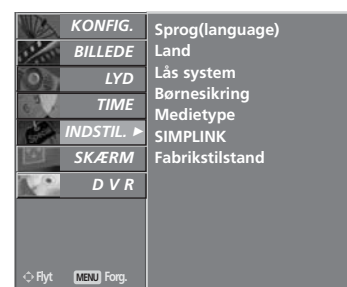 KONFIG.
BILLEDE
LYD
TIME
INDSTIL.
SKÆRM
D V R
Sprog(language)
Land
Lås system
Børnesikring
Medietype
SIMPLINK
Fabrikstilstand
Flyt MENU Forg.